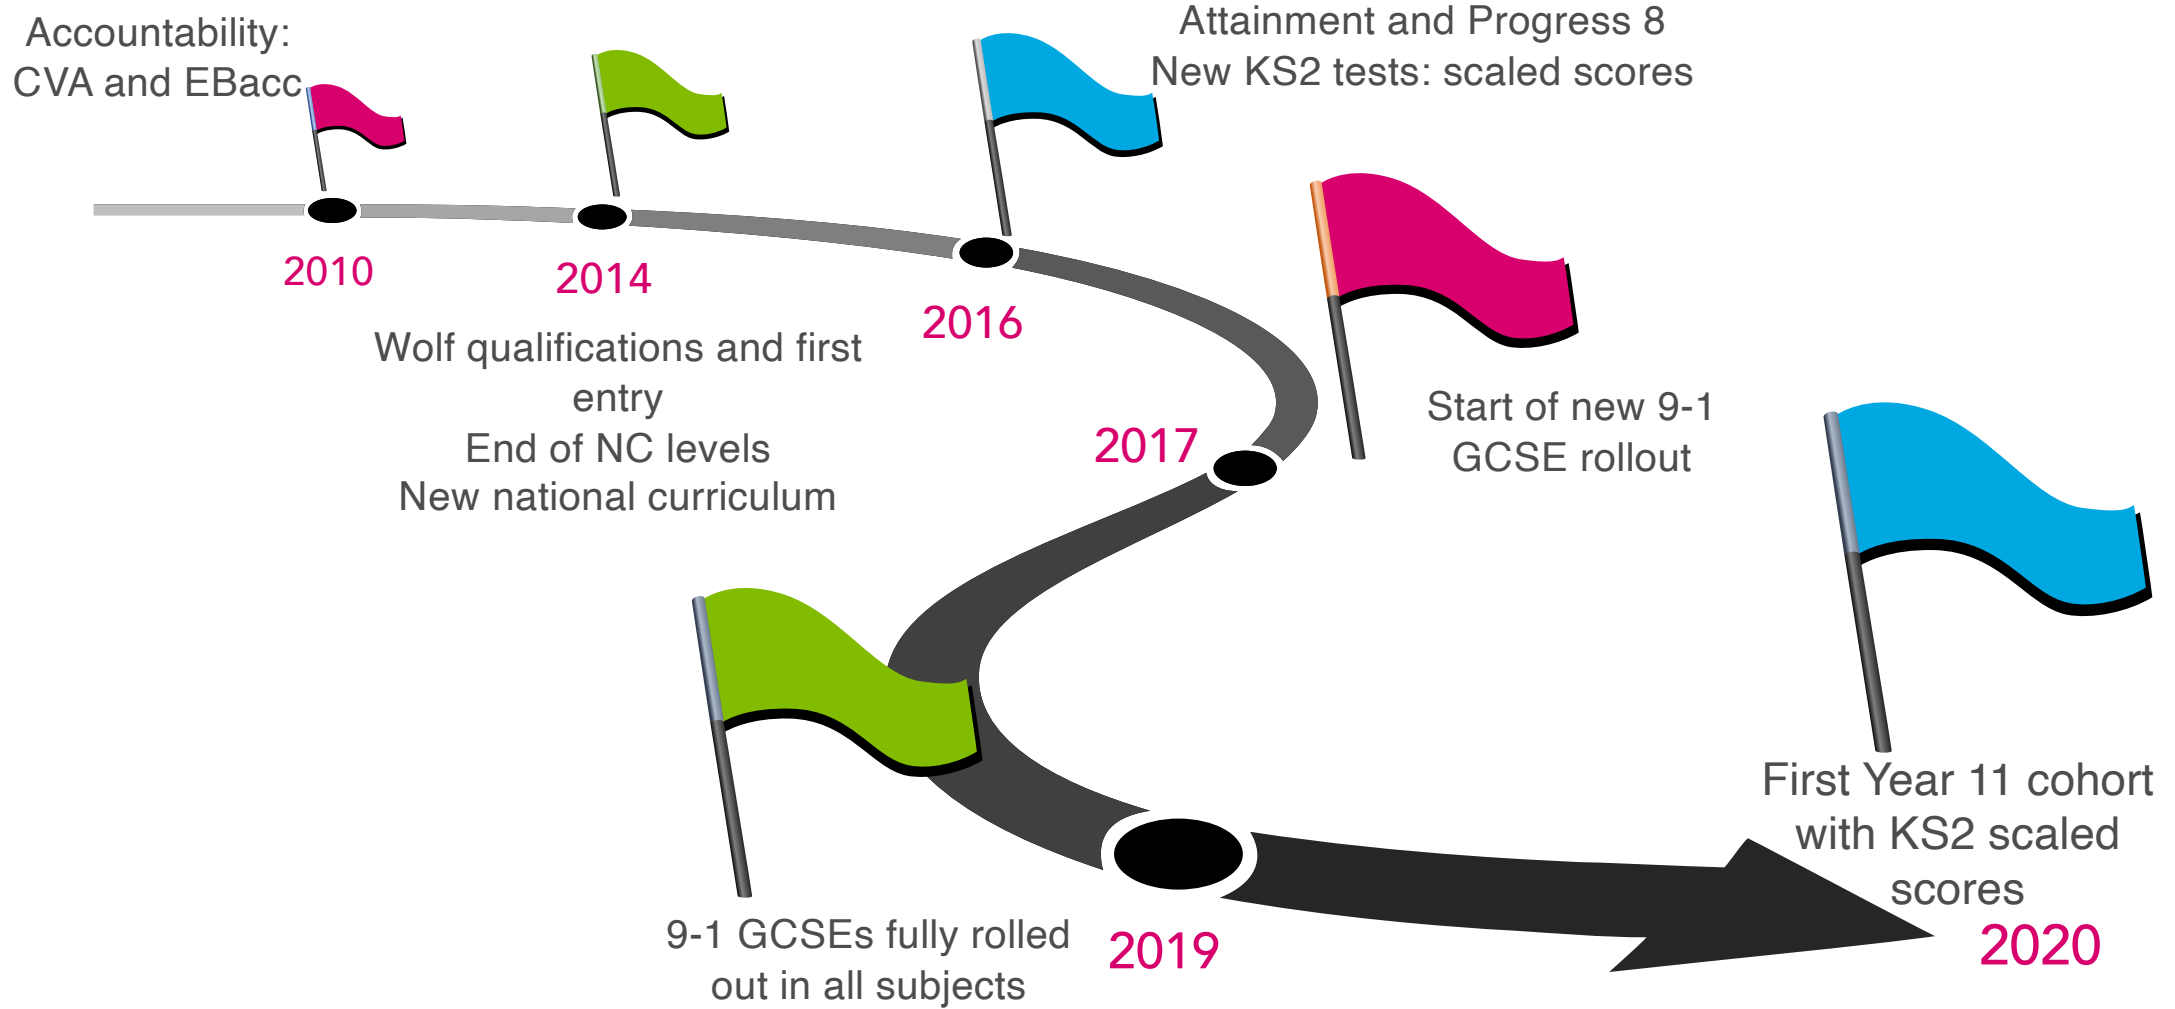 Accountability:
CVA and EBacc
2010
2014
Wolf qualifications and first
entry
End of NC levels
New national curriculum
Attainment and Progress 8
New KS2 tests: scaled scores
2016
2017
Start of new 9-1
GCSE rollout
9-1 GCSEs fully rolled
out in all subjects
2019
First Year 11 cohort
with KS2 scaled
scores
2020